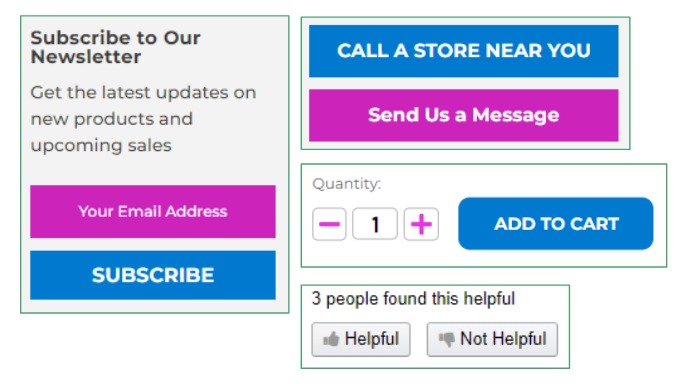 Subscribe to Our
Newsletter
Get the latest updates on
new products and
upcoming sales
Your Email Address
SUBSCRIBE
CALL A STORE NEAR YOU
Send Us a Message
Quantity:
1
ADD TO CART
3 people found this helpful
Helpful
Not Helpful